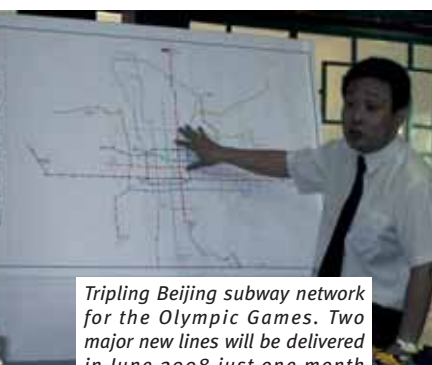 Tripling Beijing subway network
for the Olympic Games. Two
major new lines will be delivered
in June 2008 just one month